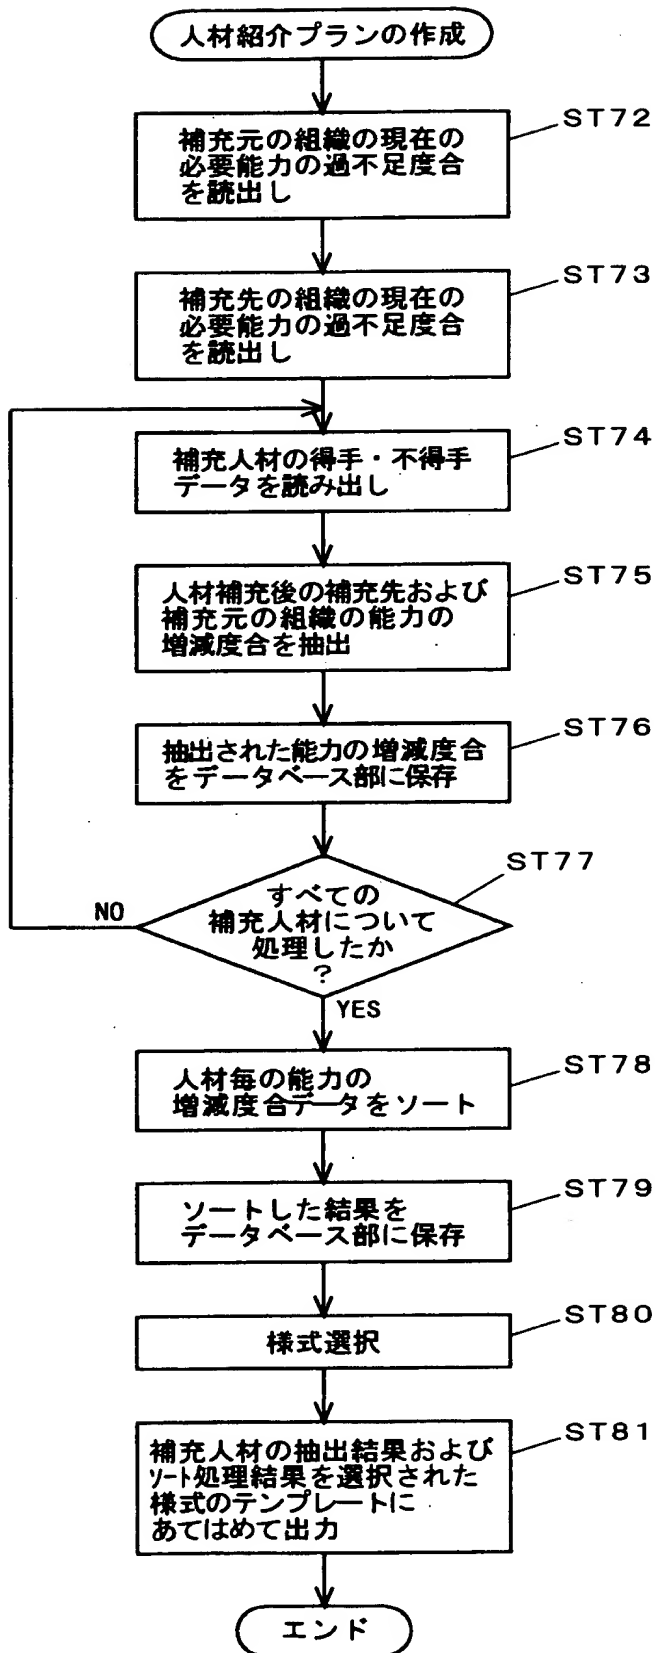 人材紹介プランの作成
ST72
補充元の組織の現在の
必要能力の過不足度合
を読出し
ST73
補充先の組織の現在の
必要能力の過不足度合
を読出し
ST74
補充人材の得手・不得手
データを読み出し
ST75
人材補充後の補充先および
補充元の組織の能力の
増減度合を抽出
ST76
抽出された能力の増減度合
をデータベース部に保存
ST77
すべての
補充人材について
処理したか
?
NO
YES
ST78
人材毎の能力の
増減度合データをソート
ST79
ソートした結果を
データベース部に保存
ST80
様式選択
ST81
補充人材の抽出結果および
ソート処理結果を選択された
様式のテンプレートに
あてはめて出力
エンド